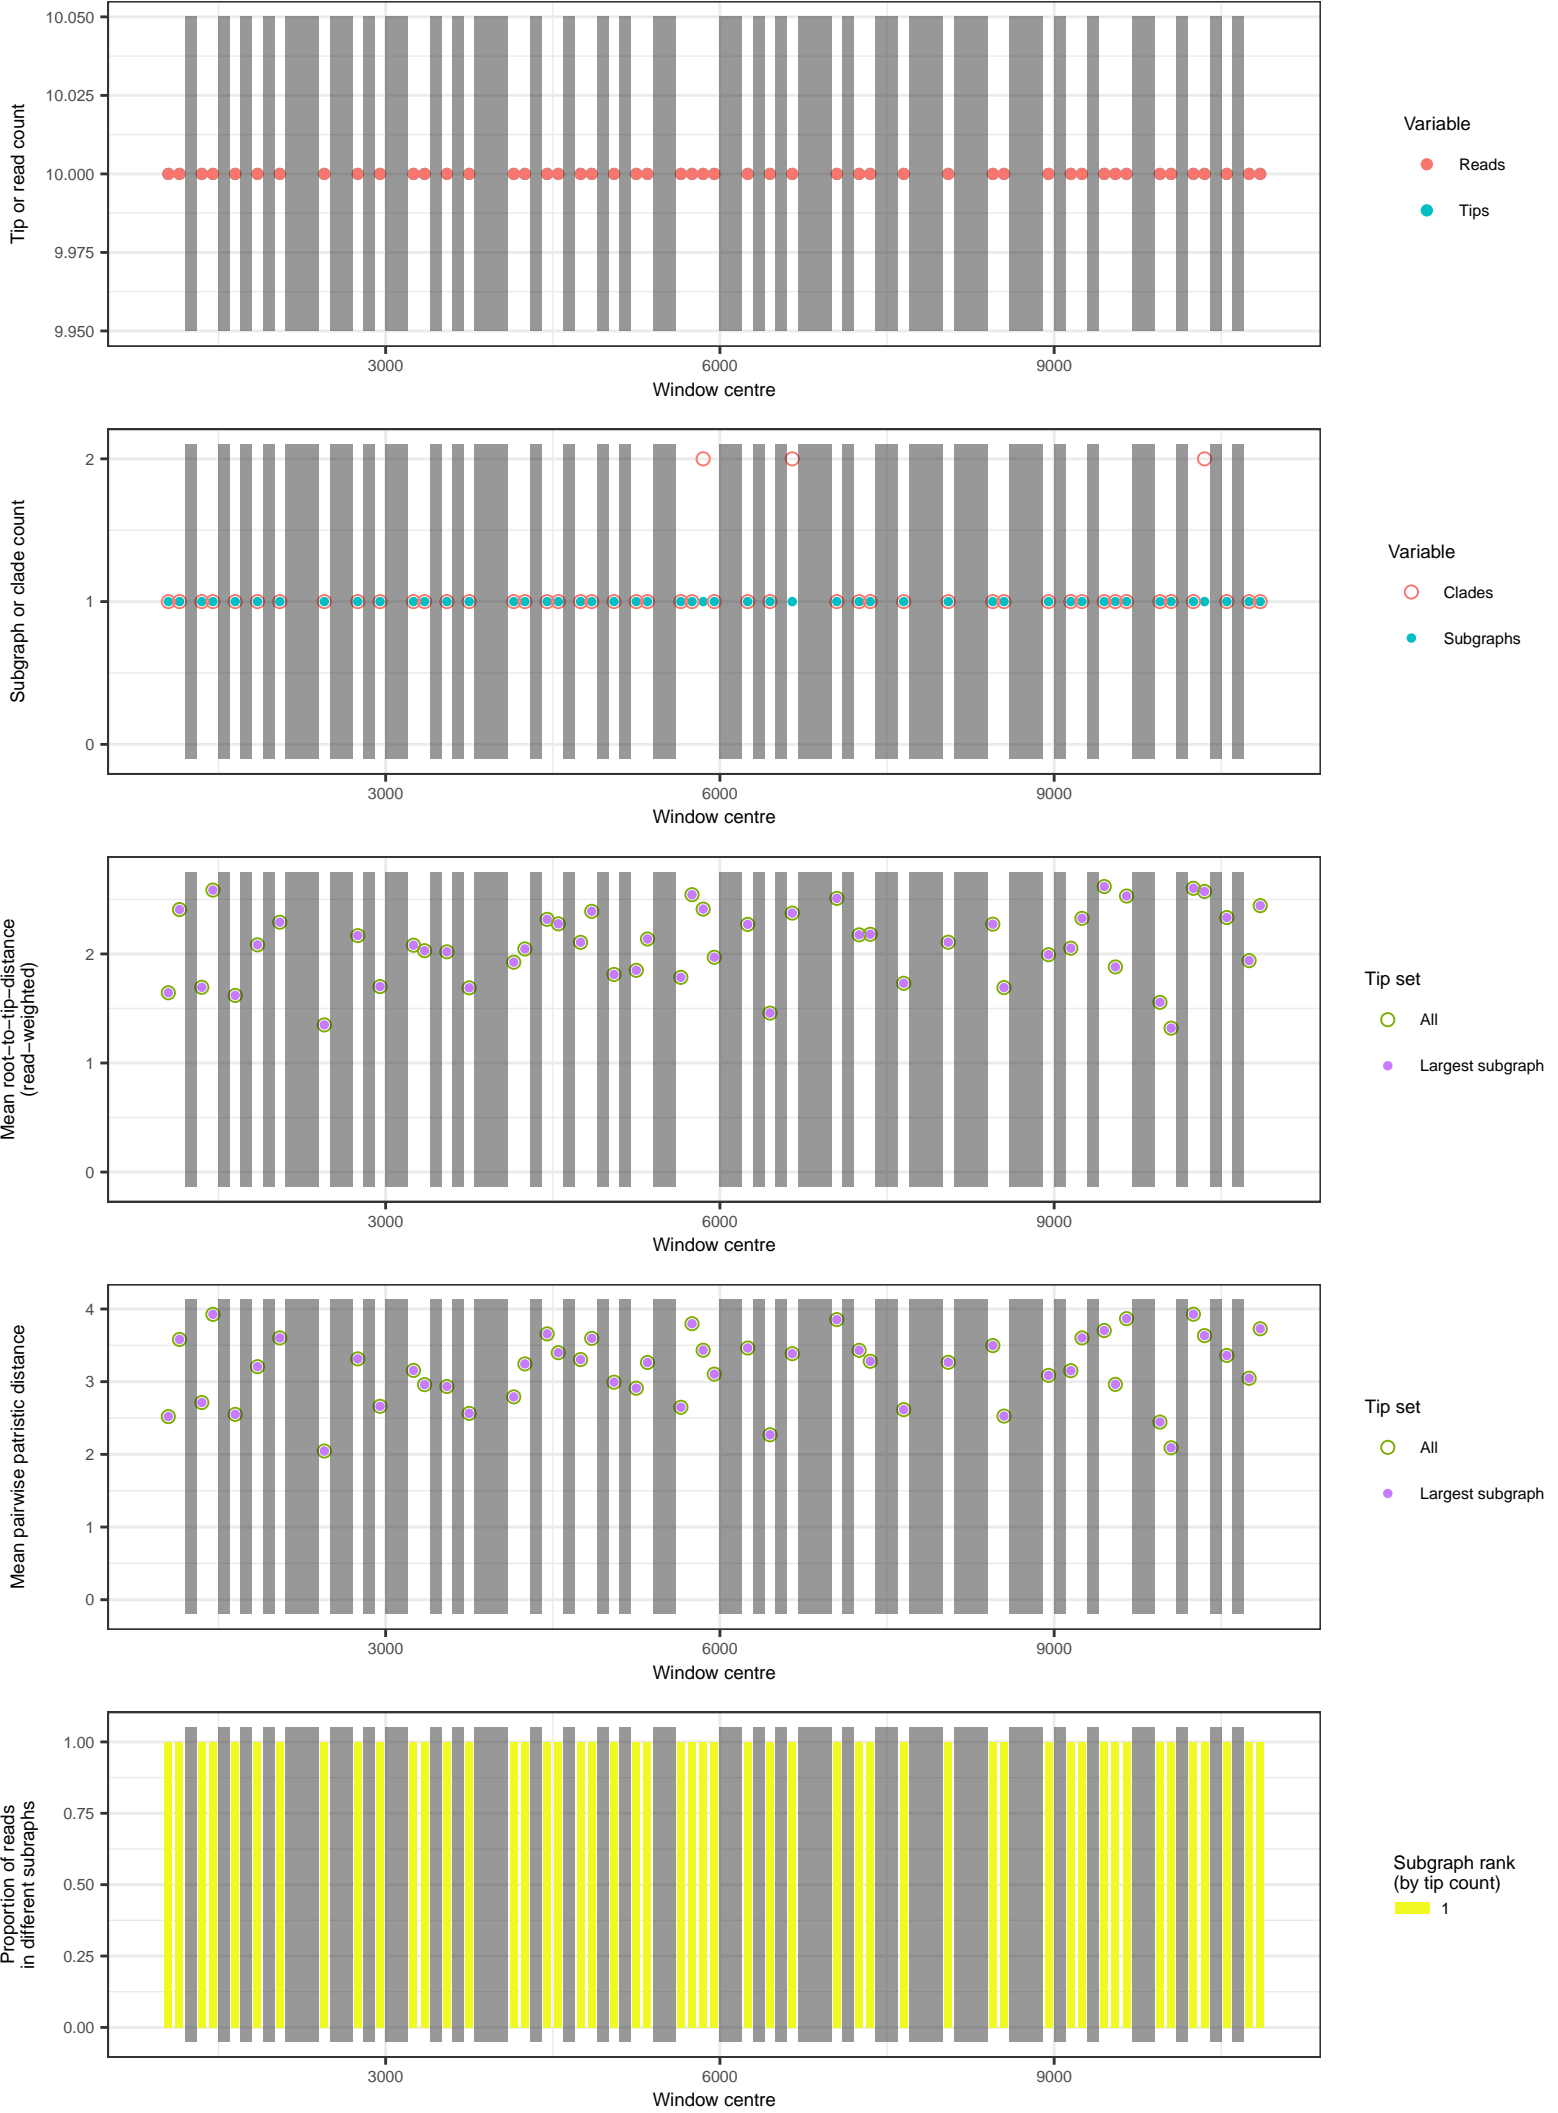 10.050
10.025
10.000
9.975
9.950
Tip or read count
3000
6000
9000
Window centre
Variable
Reads
Tips
2
1
0
Subgraph or clade count
3000
6000
9000
Window centre
Variable
Clades
Subgraphs
2
1
0
Mean root−to−tip−distance
(read−weighted)
3000
6000
9000
Window centre
Tip set
All
Largest subgraph
4
3
2
1
0
Mean pairwise patristic distance
3000
6000
9000
Window centre
Tip set
All
Largest subgraph
1.00
0.75
0.50
0.25
0.00
Proportion of reads
in different subraphs
3000
6000
9000
Window centre
Subgraph rank
(by tip count)
1